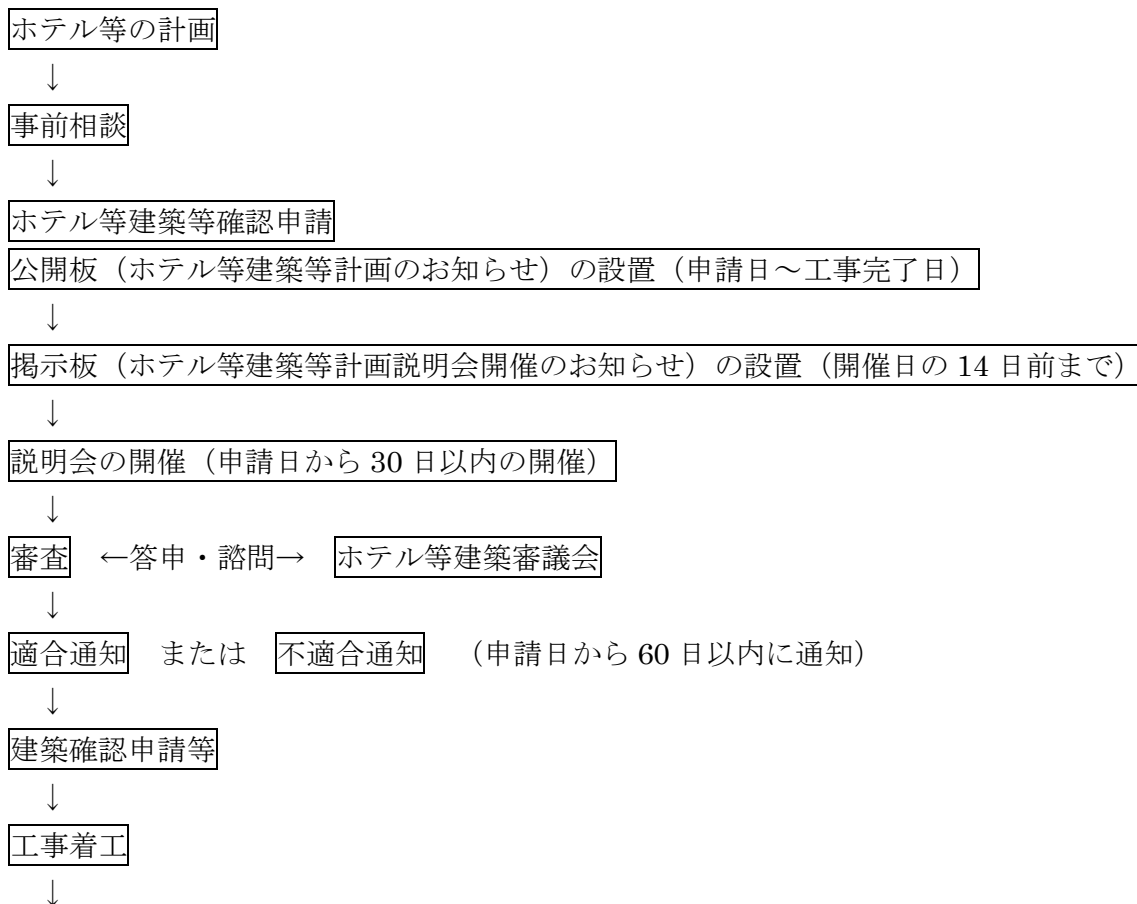 ホテル等の計画
↓
事前相談
↓
ホテル等建築等確認申請
公開板（ホテル等建築等計画のお知らせ）の設置（申請日～工事完了日）
↓
掲示板（ホテル等建築等計画説明会開催のお知らせ）の設置（開催日の 14 日前まで）
↓
説明会の開催（申請日から 30 日以内の開催）
↓
審査　←答申・諮問→　ホテル等建築審議会
↓
適合通知　または　不適合通知　（申請日から 60 日以内に通知）
↓
建築確認申請等
↓
工事着工
↓